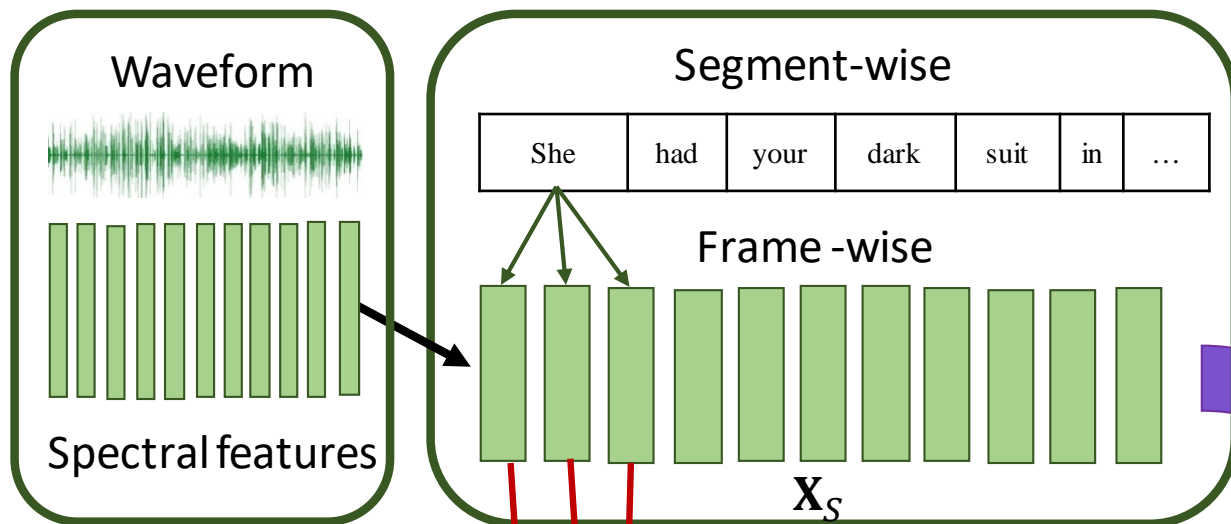 Waveform
Spectral features
Segment-wise
She had your dark suit in …
Frame -wise
X_S